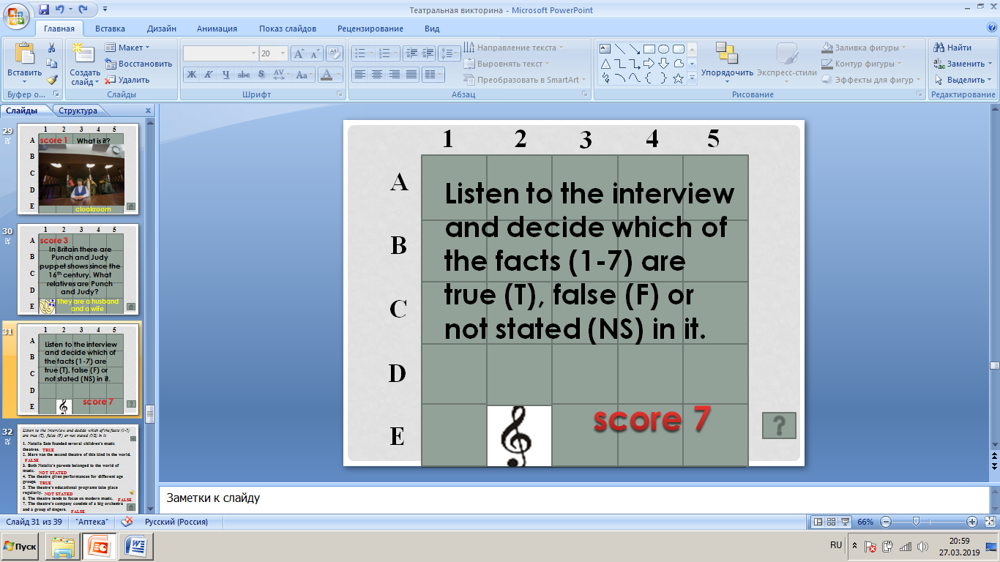 Театральная викторина - Microsoft PowerPoint
Главная
Вставка
Дизайн
Анимация
Показ слайдов
Рецензирование
Вид
Вставить
Буфер о...
Создать слайд
Макет
Восстановить
Удалить
Слайды
20
Ж К Ч abc S AV Aa A
Шрифт
Направление текста
Выровнять текст
Преобразовать в SmartArt
Абзац
Упорядочить
Экспресс-стили
Заливка фигуры
Контур фигуры
Эффекты для фигур
Рисование
Найти
Заменить
Выделить
Редактирование
Слайды
Структура
29
1 2 3 4 5
A
B
C
D
E
score 1 What is it?
cloakroom
30
1 2 3 4 5
A
B
C
D
E
score 3
In Britain there are
Punch and Judy
puppet shows since the
16th century. What
relatives are Punch
and Judy?
They are a husband
and a wife
31
1 2 3 4 5
A
B
C
D
E
Listen to the interview
and decide which of
the facts (1-7) are
true (T), false (F) or
not stated (NS) in it.
score 7
?
32
Listen to the interview and decide which of the facts (1-7)
are true (T), false (F) or not stated (NS) in it
1. Natalia Sats founded several children's music
theatres. TRUE
2. Hers was the second theatre of this kind in the world.
FALSE
3. Both Natalia's parents belonged to the world of
music. NOT STATED
4. The theatre gives performances for different age
groups. TRUE
5. The theatre's educational programs take place
regularly. NOT STATED
6. The theatre tends to focus on modern music. FALSE
7. The theatre's company consists of a big orchestra
and a group of singers. FALSE
1 2 3 4 5
A
B
C
D
E
Listen to the interview
and decide which of
the facts (1-7) are
true (T), false (F) or
not stated (NS) in it.
score 7
?
Заметки к слайду
Слайд 31 из 39
"Аптека"
Русский (Россия)
66%
Пуск
RU
20:59
27.03.2019